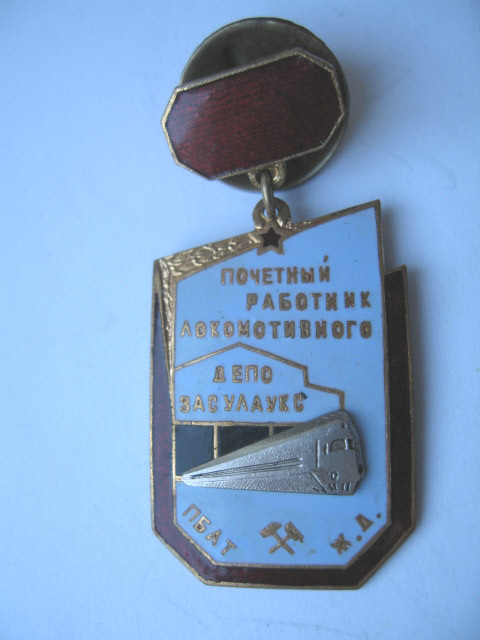 ПОЧЕТНЫЙ
РАБОТНИК
ЛОКОМОТИВНОГО
ДЕПО
ЗАСУЛАУКС
ПБАТ Ж.Д.